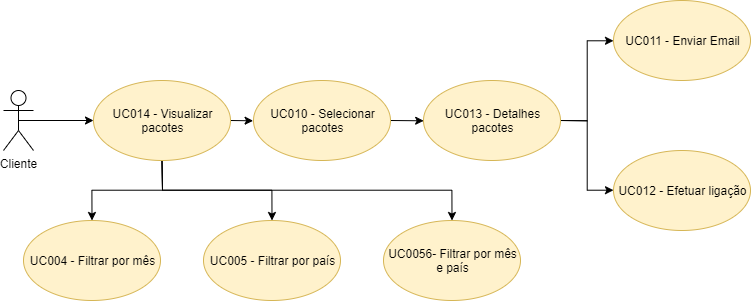 UC011 - Enviar Email
UC014 - Visualizar
pacotes
UC010 - Selecionar
pacotes
UC013 - Detalhes
pacotes
Cliente
UC012 - Efetuar ligação
UC004 - Filtrar por mês
UC005 - Filtrar por país
UC0056- Filtrar por mês
e país